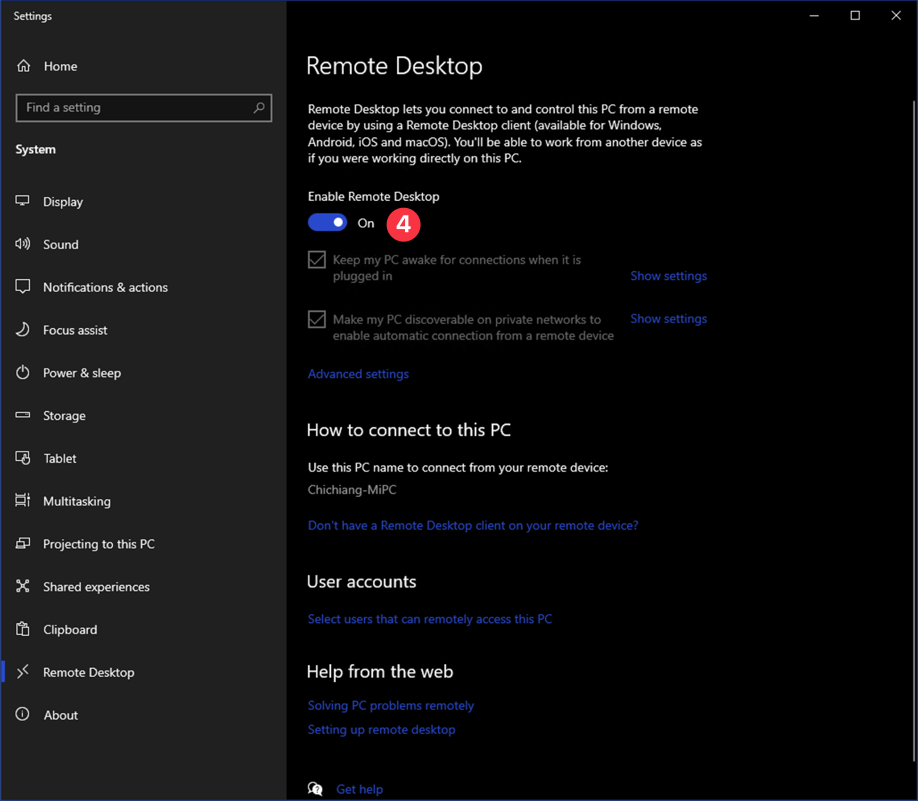 Settings
Home
Find a setting
System
Display
Sound
Notifications & actions
Focus assist
Power & sleep
Storage
Tablet
Multitasking
Projecting to this PC
Shared experiences
Clipboard
Remote Desktop
About
Remote Desktop
Remote Desktop lets you connect to and control this PC from a remote
device by using a Remote Desktop client (available for Windows,
Android, iOS and macOS). You'll be able to work from another device as
if you were working directly on this PC.
Enable Remote Desktop
On
4
Keep my PC awake for connections when it is
plugged in
Show settings
Make my PC discoverable on private networks to
enable automatic connection from a remote device
Show settings
Advanced settings
How to connect to this PC
Use this PC name to connect from your remote device:
Chichiang-MiPC
Don't have a Remote Desktop client on your remote device?
User accounts
Select users that can remotely access this PC
Help from the web
Solving PC problems remotely
Setting up remote desktop
Get help